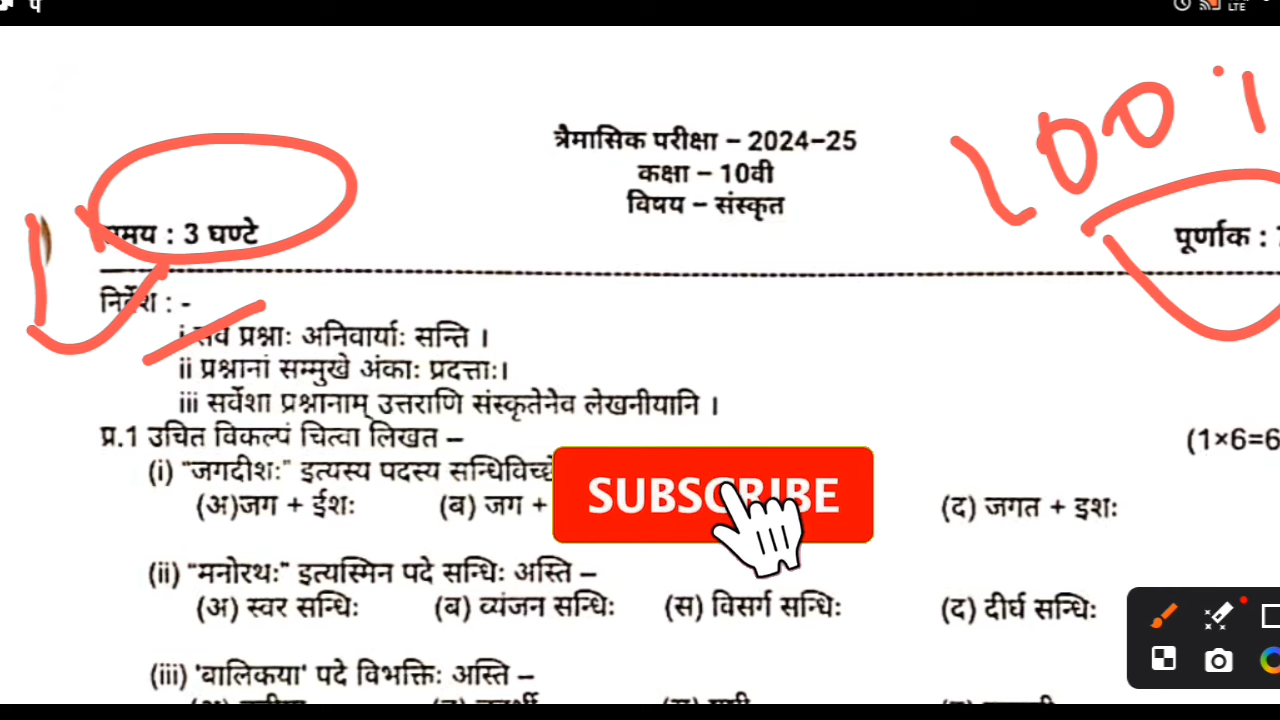 प
LTE
1001
त्रैमासिक परीक्षा – 2024–25
कक्षा – 10वी
विषय – संस्कृत
समय : 3 घण्टे
पूर्णाक :
निर्देश : -
i सर्व प्रश्नाः अनिवार्याः सन्ति ।
ii प्रश्नानां सम्मुखे अंकाः प्रदत्ताः।
iii सर्वेशा प्रश्नानाम् उत्तराणि संस्कृतेनेव लेखनीयानि ।
प्र.1 उचित विकल्पं चित्वा लिखत – (1×6=6
(i) "जगदीशः" इत्यस्य पदस्य
SUBSCRIBE
(अ)जग + ईशः (ब) जग + (द) जगत + इशः
(ii) "मनोरथः" इत्यस्मिन पदे सन्धिः अस्ति –
(अ) स्वर सन्धिः (ब) व्यंजन सन्धिः (स) विसर्ग सन्धिः (द) दीर्घ सन्धिः
(iii) 'बालिकया' पदे विभक्तिः अस्ति –